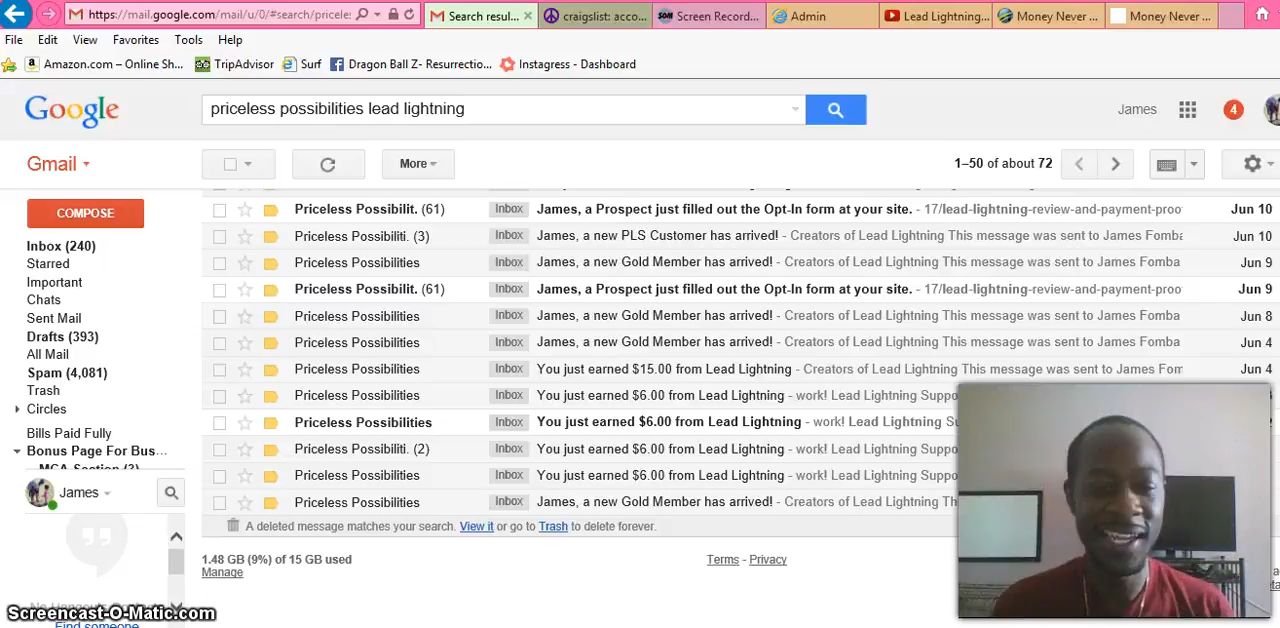 https://mail.google.com/mail/u/0/#search/priceles
Search resul...
craigslist: acco...
Screen Record...
Admin
Lead Lightning...
Money Never ...
Money Never ...
File Edit View Favorites Tools Help
Amazon.com – Online Sh... TripAdvisor Surf Dragon Ball Z- Resurrectio... Instagress - Dashboard
Google
priceless possibilities lead lightning
James
4
Gmail
More
1–50 of about 72
COMPOSE
Inbox (240)
Starred
Important
Chats
Sent Mail
Drafts (393)
All Mail
Spam (4,081)
Trash
Circles
Bills Paid Fully
Bonus Page For Bus...
MCA Section (3)
James
Priceless Possibilit. (61) Inbox James, a Prospect just filled out the Opt-In form at your site. - 17/lead-lightning-review-and-payment-proo Jun 10
Priceless Possibiliti. (3) Inbox James, a new PLS Customer has arrived! - Creators of Lead Lightning This message was sent to James Fomba Jun 10
Priceless Possibilities Inbox James, a new Gold Member has arrived! - Creators of Lead Lightning This message was sent to James Fomba Jun 9
Priceless Possibilit. (61) Inbox James, a Prospect just filled out the Opt-In form at your site. - 17/lead-lightning-review-and-payment-proo Jun 9
Priceless Possibilities Inbox James, a new Gold Member has arrived! - Creators of Lead Lightning This message was sent to James Fomba Jun 8
Priceless Possibilities Inbox James, a new Gold Member has arrived! - Creators of Lead Lightning This message was sent to James Fomba Jun 4
Priceless Possibilities Inbox You just earned $15.00 from Lead Lightning - Creators of Lead Lightning This message was sent to James Fom Jun 4
Priceless Possibilities Inbox You just earned $6.00 from Lead Lightning - work! Lead Lightning Suppo
Priceless Possibilities Inbox You just earned $6.00 from Lead Lightning - work! Lead Lightning Su
Priceless Possibiliti. (2) Inbox You just earned $6.00 from Lead Lightning - work! Lead Lightning Suppo
Priceless Possibilities Inbox You just earned $6.00 from Lead Lightning - work! Lead Lightning Suppo
Priceless Possibilities Inbox James, a new Gold Member has arrived! - Creators of Lead Lightning Th
A deleted message matches your search. View it or go to Trash to delete forever.
1.48 GB (9%) of 15 GB used
Manage
Terms - Privacy
Screencast-O-Matic.com
Find someone